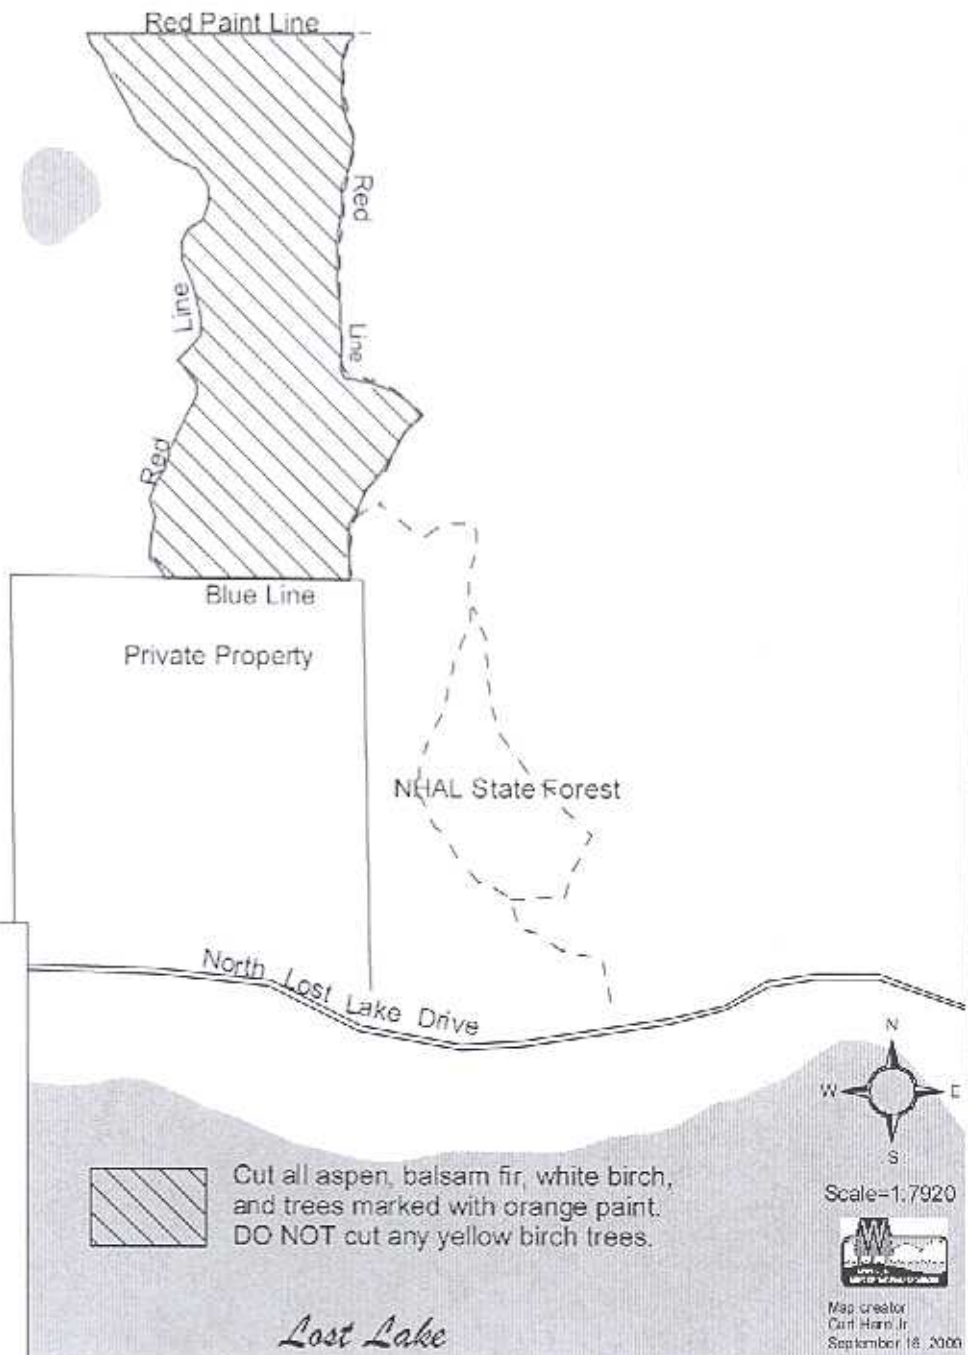 Red Paint Line
Red
Line
Line
Red
Blue Line
Private Property
NHAL State Forest
North Lost Lake Drive
N
W
E
S
Cut all aspen, balsam fir, white birch,
and trees marked with orange paint.
DO NOT cut any yellow birch trees.
Scale=1:7920
Map creator
September 16, 2009
Lost Lake